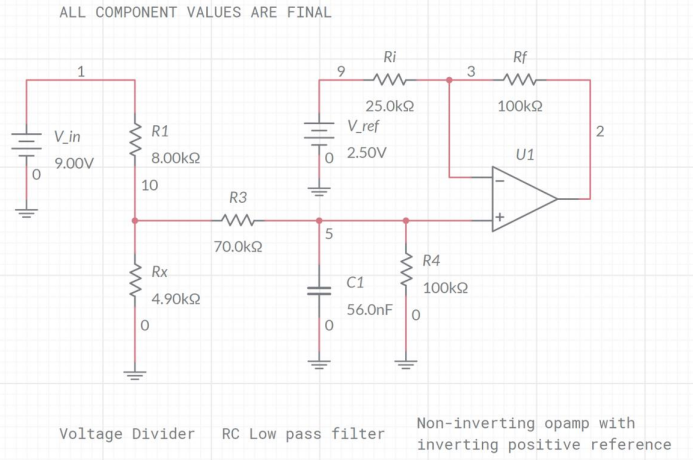 ALL COMPONENT VALUES ARE FINAL
1
9
Ri
3
Rf
25.0kΩ
100kΩ
V_in
9.00V
0
R1
8.00kΩ
V_ref
2.50V
0
2
U1
10
R3
70.0kΩ
5
Rx
4.90kΩ
0
C1
56.0nF
0
R4
100kΩ
0
Voltage Divider
RC Low pass filter
Non-inverting opamp with
inverting positive reference